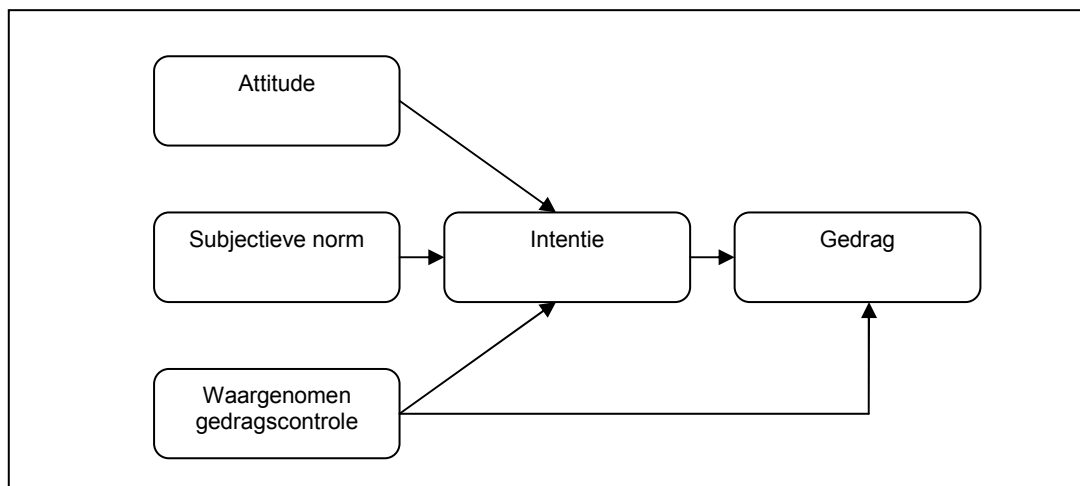 Attitude
Subjectieve norm
Intentie
Gedrag
Waargenomen
gedragscontrole